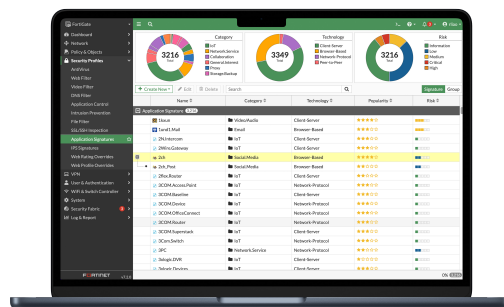 FortiGate
Dashboard
Network
Policy & Objects
Security Profiles
AntiVirus
Web Filter
Video Filter
DNS Filter
Application Control
Intrusion Prevention
File Filter
SSL/SSH Inspection
Application Signatures
IPS Signatures
Web Rating Overrides
Web Profile Overrides
VPN
User & Authentication
WiFi & Switch Controller
System
Security Fabric
Log & Report
FORTINET
Category
3216
Total
IoT
Network.Service
Collaboration
General.Interest
Proxy
Storage.Backup
Technology
3349
Total
Client-Server
Browser-Based
Network-Protocol
Peer-to-Peer
Risk
3216
Total
Information
Low
Medium
Critical
High
+ Create New Edit Delete Search Signature Group
Name Category Technology Popularity Risk
Application Signature 3216
1kxun Video/Audio Client-Server
1und1.Mail Email Browser-Based
2N.Intercom IoT Client-Server
2Wire.Gateway IoT Client-Server
2ch Social.Media Browser-Based
2ch_Post Social.Media Browser-Based
2flox.Router IoT Client-Server
3COM.Access.Point IoT Network-Protocol
3COM.Baseline IoT Client-Server
3COM.Device IoT Network-Protocol
3COM.OfficeConnect IoT Network-Protocol
3COM.Router IoT Client-Server
3COM.Superstack IoT Client-Server
3Com.Switch IoT Network-Protocol
3PC Network.Service Network-Protocol
3xlogic.DVR IoT Client-Server
3xlogic.Devices IoT Client-Server
0% 3216